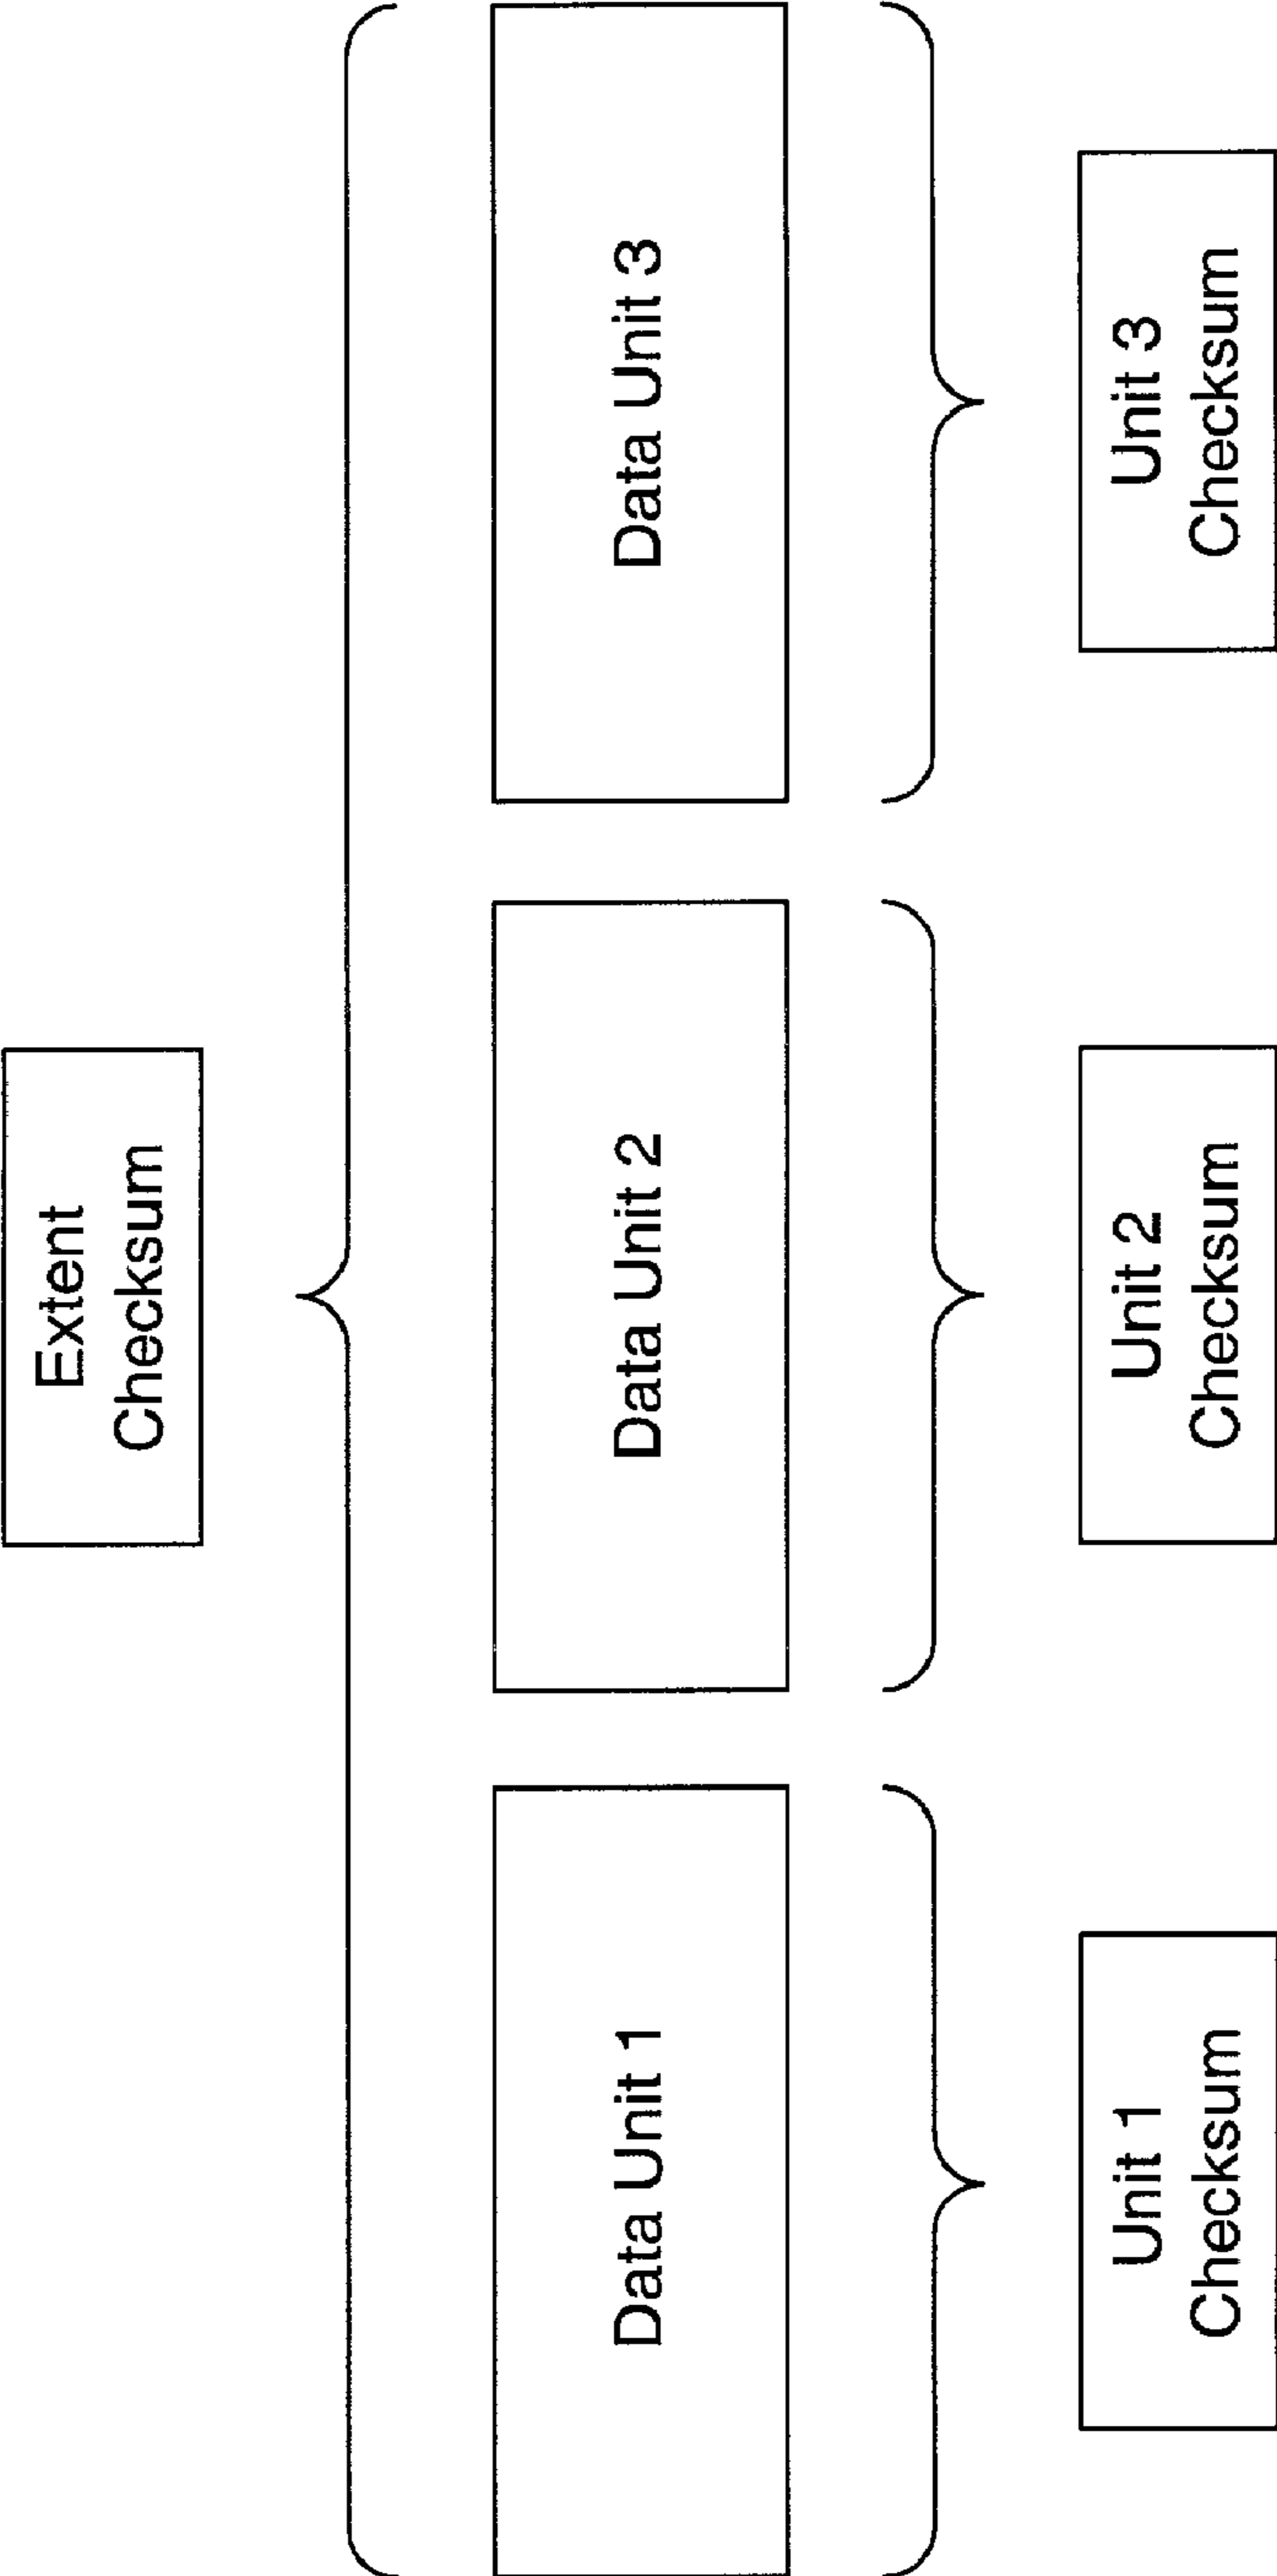 Extent
Checksum
Data Unit 1
Data Unit 2
Data Unit 3
Unit 1
Checksum
Unit 2
Checksum
Unit 3
Checksum